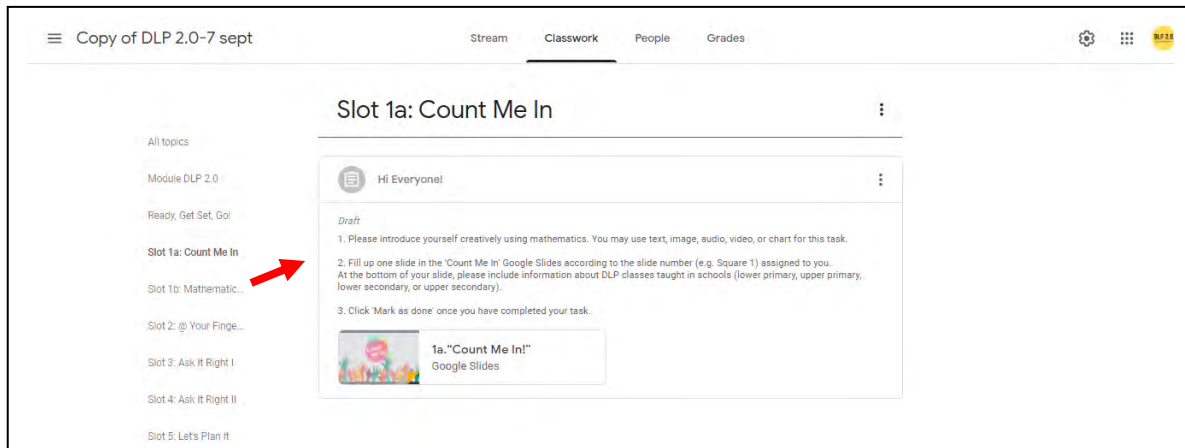 Copy of DLP 2.0-7 sept
Stream Classwork People Grades
DLP 2.0
Slot 1a: Count Me In
All topics
Module DLP 2.0
Ready, Get Set, Go!
Slot 1a: Count Me In
Slot 1b: Mathematic...
Slot 2: @ Your Finge...
Slot 3: Ask It Right I
Slot 4: Ask It Right II
Slot 5: Let's Plan It
Hi Everyone!
Draft
1. Please introduce yourself creatively using mathematics. You may use text, image, audio, video, or chart for this task.
2. Fill up one slide in the 'Count Me In' Google Slides according to the slide number (e.g. Square 1) assigned to you.
At the bottom of your slide, please include information about DLP classes taught in schools (lower primary, upper primary,
lower secondary, or upper secondary).
3. Click 'Mark as done' once you have completed your task.
1a."Count Me In!"
Google Slides